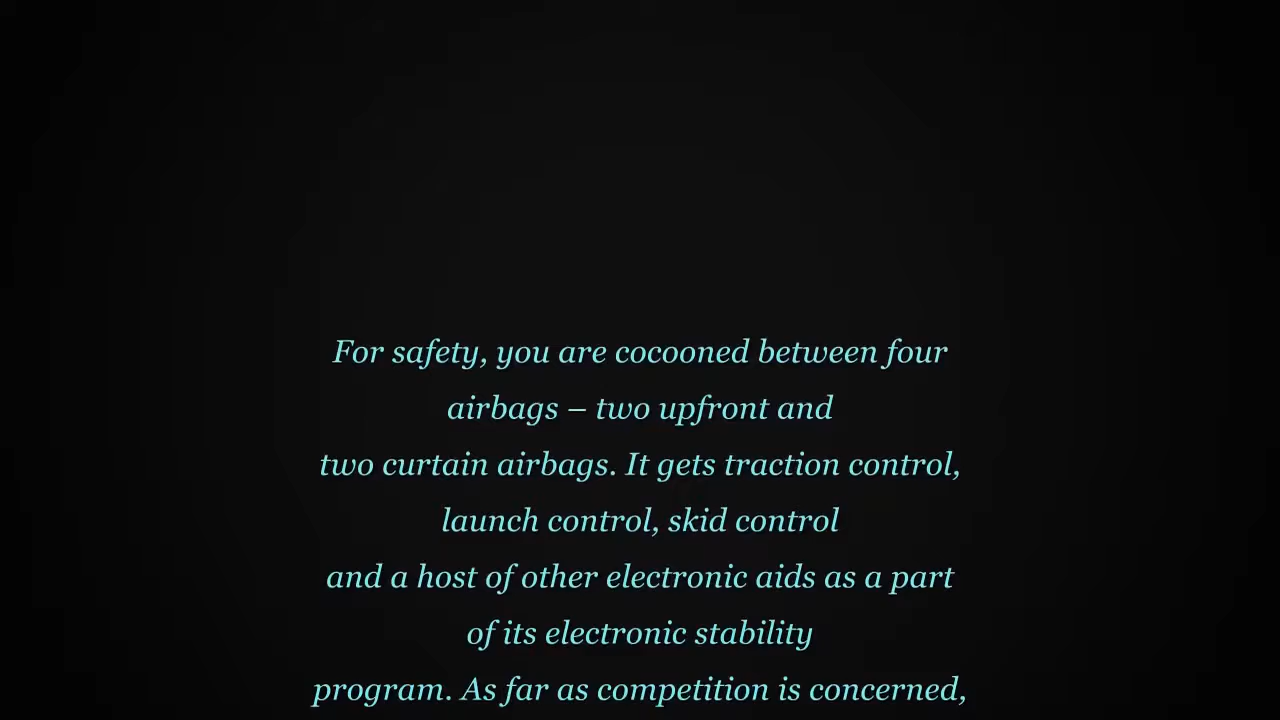 For safety, you are cocooned between four
airbags – two upfront and
two curtain airbags. It gets traction control,
launch control, skid control
and a host of other electronic aids as a part
of its electronic stability
program. As far as competition is concerned,